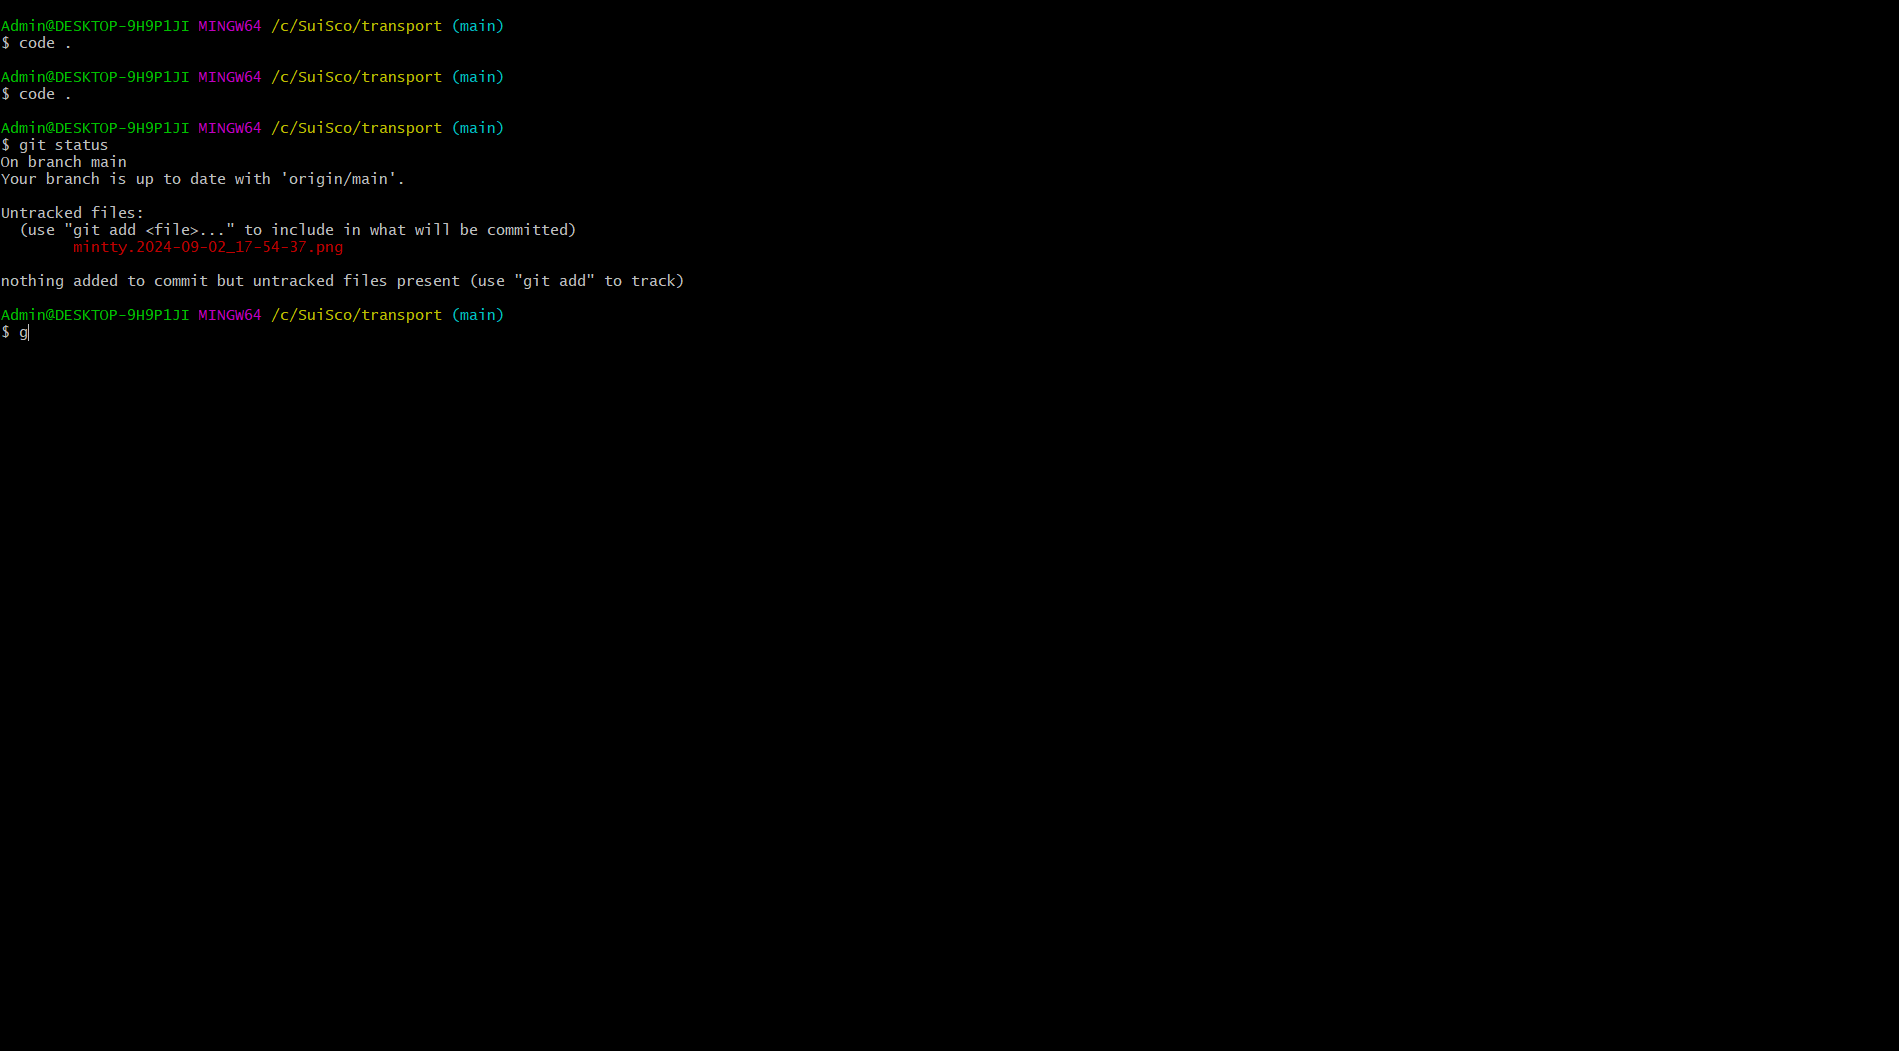 Admin@DESKTOP-9H9P1JI MINGW64 /c/SuiSco/transport (main)
$ code .
Admin@DESKTOP-9H9P1JI MINGW64 /c/SuiSco/transport (main)
$ code .
Admin@DESKTOP-9H9P1JI MINGW64 /c/SuiSco/transport (main)
$ git status
On branch main
Your branch is up to date with 'origin/main'.
Untracked files:
  (use "git add <file>..." to include in what will be committed)
        mintty.2024-09-02_17-54-37.png
nothing added to commit but untracked files present (use "git add" to track)
Admin@DESKTOP-9H9P1JI MINGW64 /c/SuiSco/transport (main)
$ g